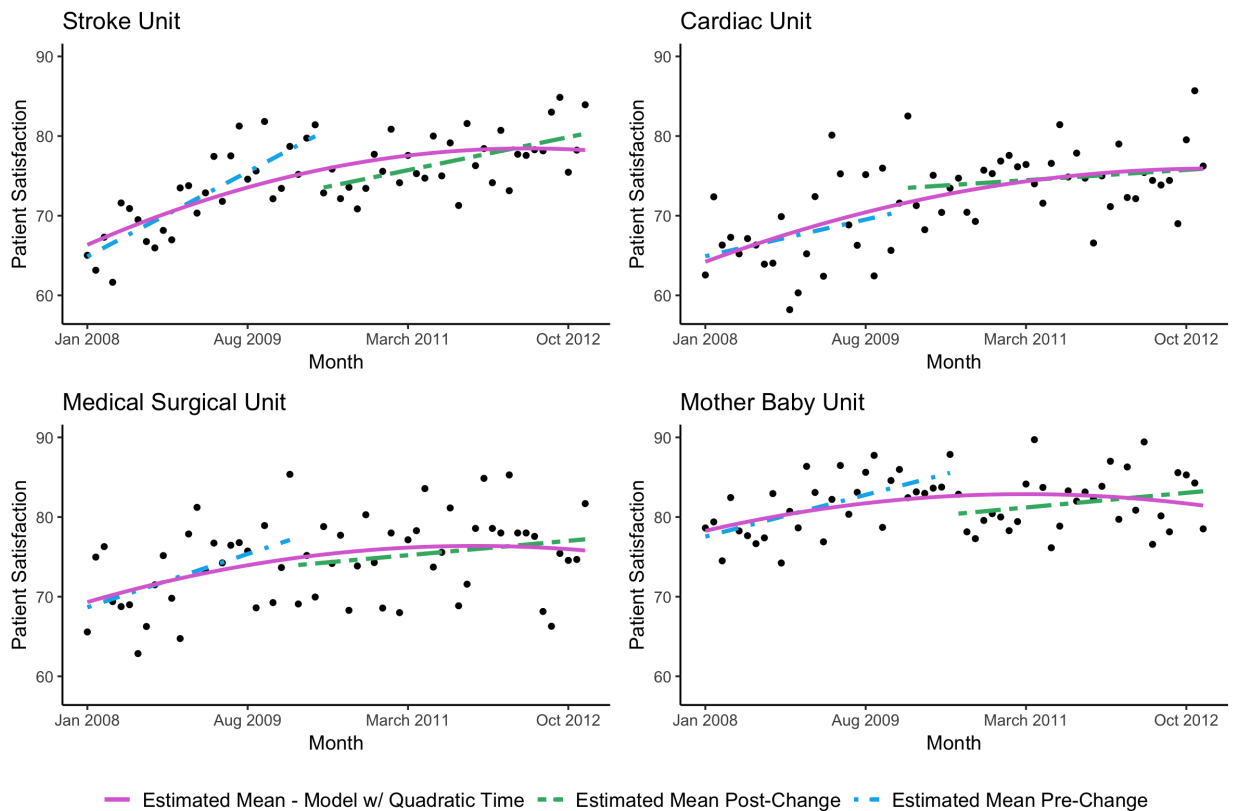 Stroke Unit
Patient Satisfaction
90
80
70
60
Jan 2008 Aug 2009 March 2011 Oct 2012
Month
Cardiac Unit
Patient Satisfaction
90
80
70
60
Jan 2008 Aug 2009 March 2011 Oct 2012
Month
Medical Surgical Unit
Patient Satisfaction
90
80
70
60
Jan 2008 Aug 2009 March 2011 Oct 2012
Month
Mother Baby Unit
Patient Satisfaction
90
80
70
60
Jan 2008 Aug 2009 March 2011 Oct 2012
Month
Estimated Mean - Model w/ Quadratic Time Estimated Mean Post-Change Estimated Mean Pre-Change